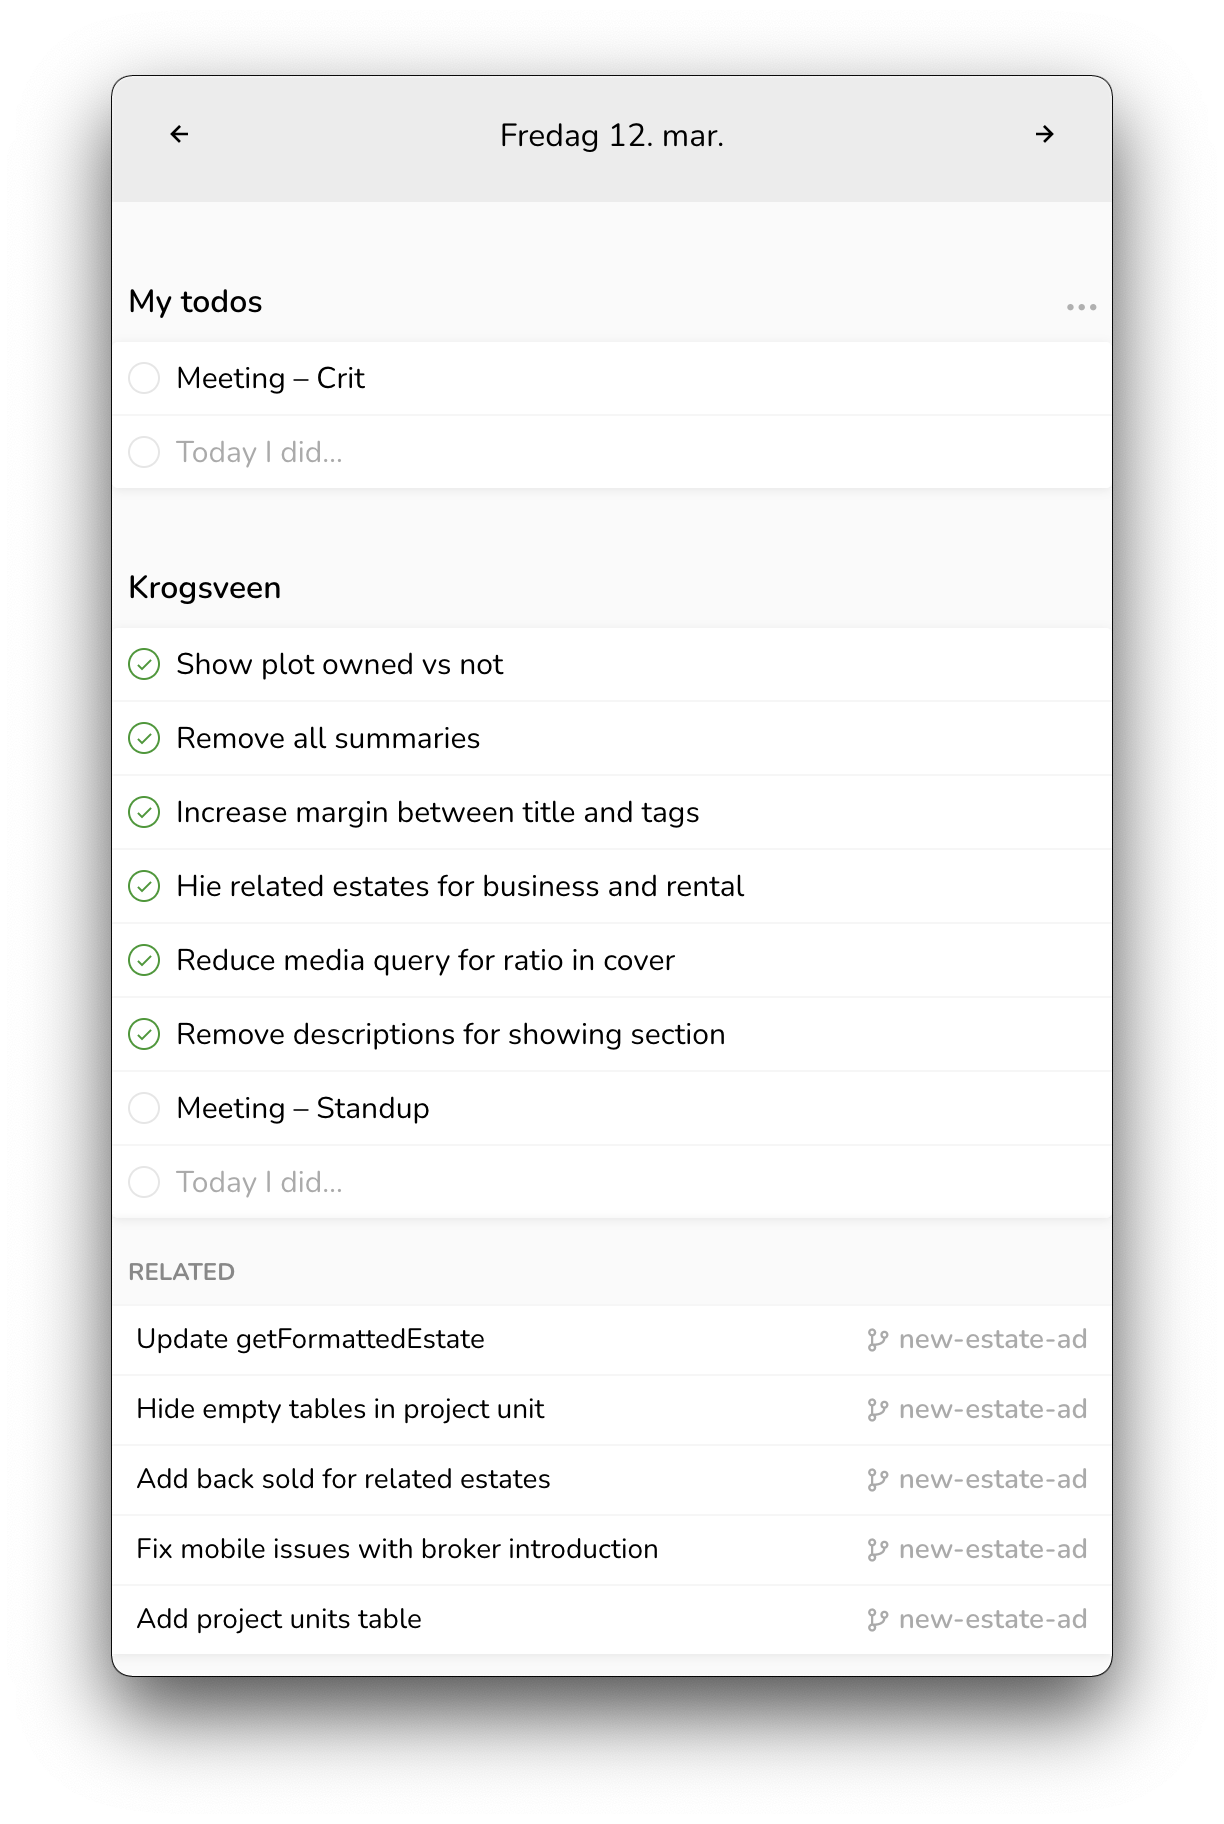 Fredag 12. mar.
My todos
Meeting – Crit
Today I did...
Krogsveen
Show plot owned vs not
Remove all summaries
Increase margin between title and tags
Hie related estates for business and rental
Reduce media query for ratio in cover
Remove descriptions for showing section
Meeting – Standup
Today I did...
RELATED
Update getFormattedEstate new-estate-ad
Hide empty tables in project unit new-estate-ad
Add back sold for related estates new-estate-ad
Fix mobile issues with broker introduction new-estate-ad
Add project units table new-estate-ad